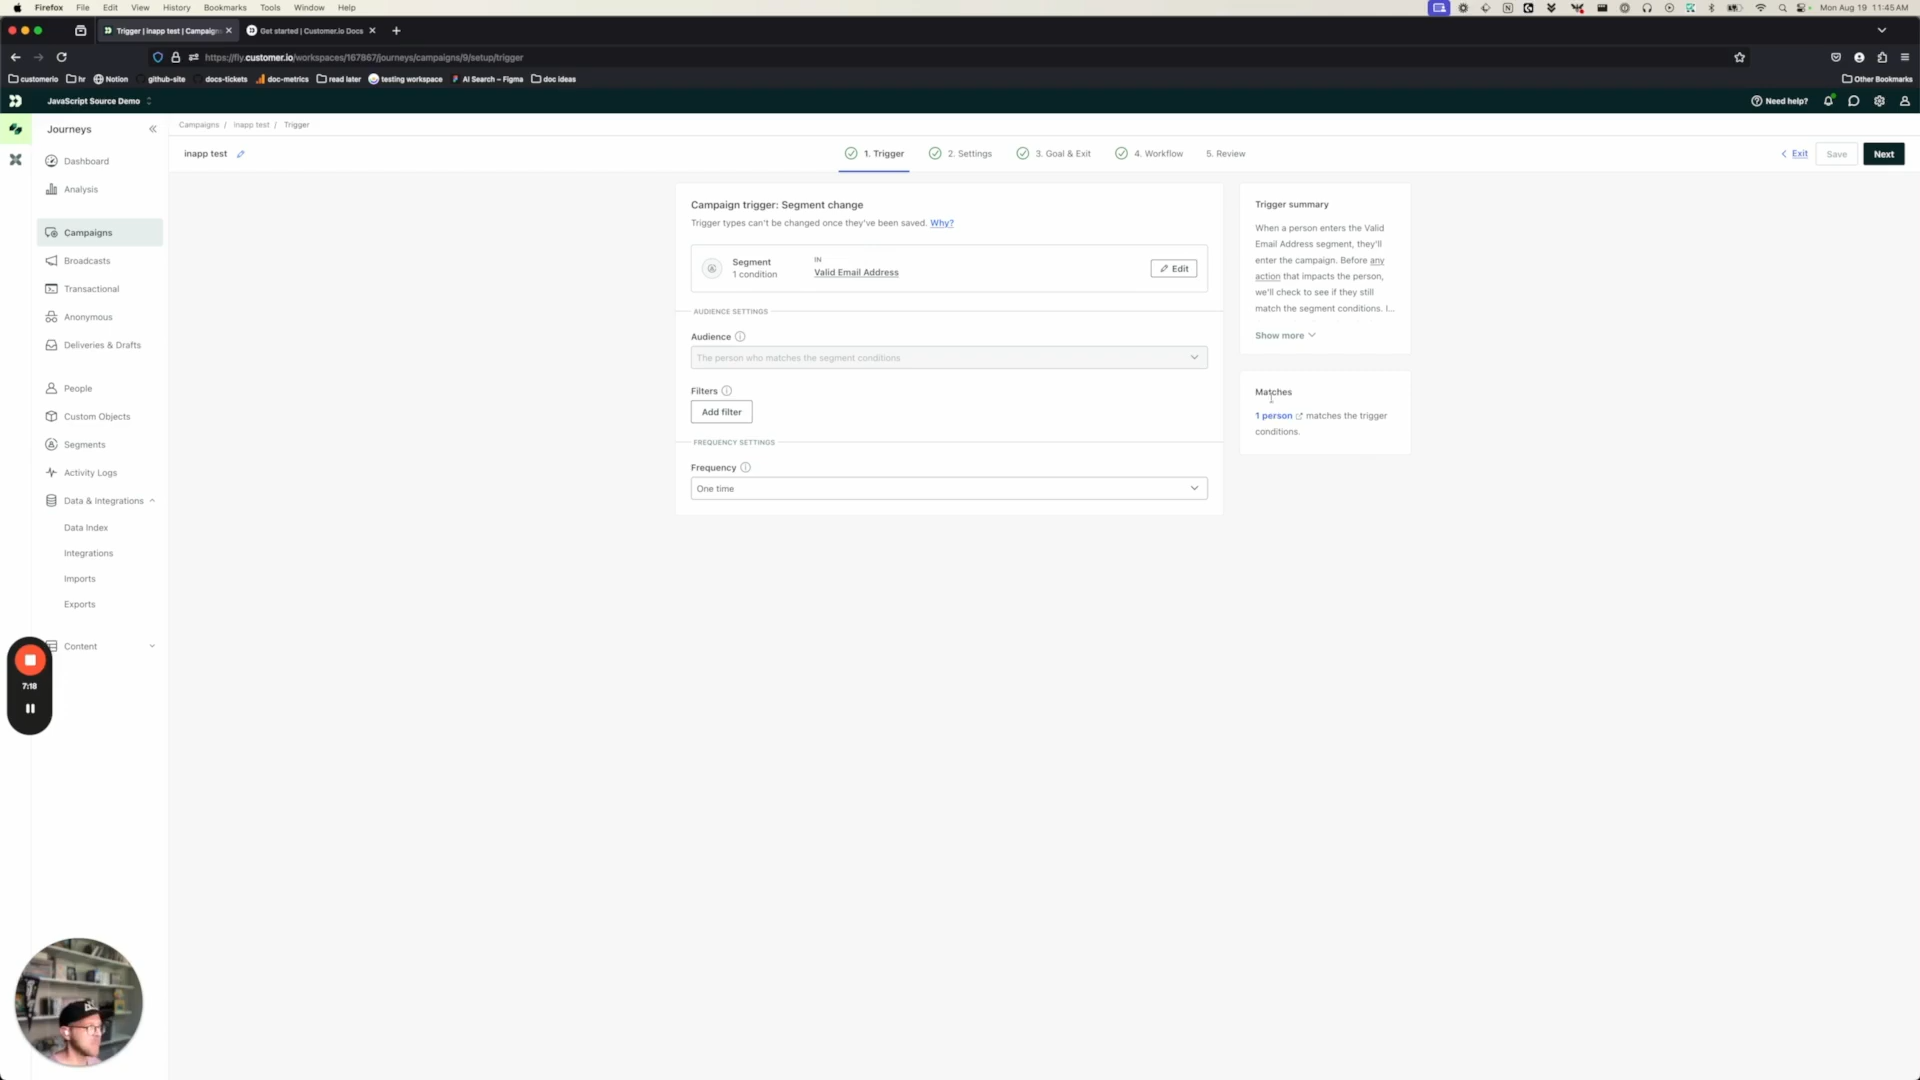 Firefox File Edit View History Bookmarks Tools Window Help Mon Aug 19 11:45 AM
Trigger | inapp test | Campaign Get started | Customer.io Docs
https://fly.customer.io/workspaces/167867/journeys/campaigns/9/setup/trigger
customerio hr Notion github-site docs-tickets doc-metrics read later testing workspace AI Search – Figma doc ideas Other Bookmarks
JavaScript Source Demo Need help?
Journeys
Campaigns / inapp test / Trigger
inapp test 1. Trigger 2. Settings 3. Goal & Exit 4. Workflow 5. Review Exit Save Next
Dashboard
Analysis
Campaigns
Broadcasts
Transactional
Anonymous
Deliveries & Drafts
People
Custom Objects
Segments
Activity Logs
Data & Integrations
Data Index
Integrations
Imports
Exports
Content
7:18
Campaign trigger: Segment change
Trigger types can't be changed once they've been saved. Why?
Segment
1 condition
IN
Valid Email Address
Edit
AUDIENCE SETTINGS
Audience
The person who matches the segment conditions
Filters
Add filter
FREQUENCY SETTINGS
Frequency
One time
Trigger summary
When a person enters the Valid
Email Address segment, they'll
enter the campaign. Before any
action that impacts the person,
we'll check to see if they still
match the segment conditions. I...
Show more
Matches
1 person matches the trigger
conditions.